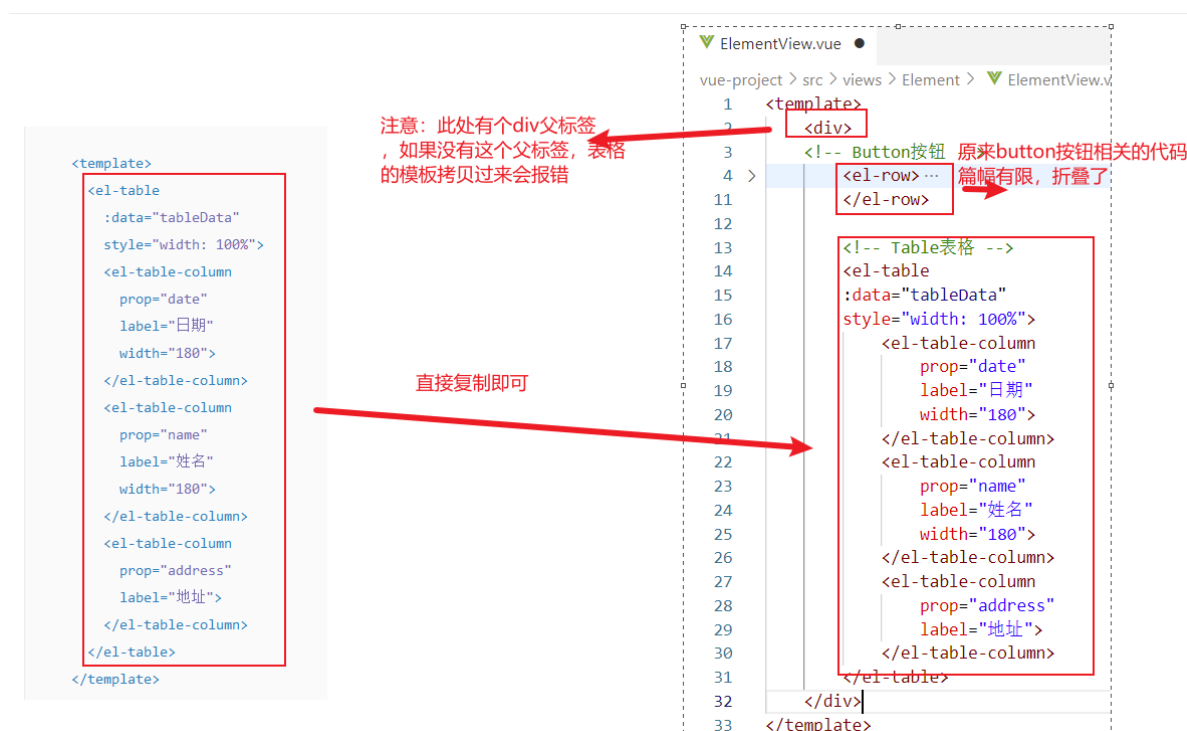 注意：此处有个div父标签
，如果没有这个父标签，表格
的模板拷贝过来会报错
<template>
<el-table
:data="tableData"
style="width: 100%">
<el-table-column
prop="date"
label="日期"
width="180">
</el-table-column>
<el-table-column
prop="name"
label="姓名"
width="180">
</el-table-column>
<el-table-column
prop="address"
label="地址">
</el-table-column>
</el-table>
</template>
直接复制即可
ElementView.vue ●
vue-project > src > views > Element > ElementView.v
1 <template>
2 <div>
3 <!-- Button按钮
原来button按钮相关的代码
篇幅有限，折叠了
4 > <el-row>…
11 </el-row>
12
13 <!-- Table表格 -->
14 <el-table
15 :data="tableData"
16 style="width: 100%">
17 <el-table-column
18 prop="date"
19 label="日期"
20 width="180">
21 </el-table-column>
22 <el-table-column
23 prop="name"
24 label="姓名"
25 width="180">
26 </el-table-column>
27 <el-table-column
28 prop="address"
29 label="地址">
30 </el-table-column>
31 </el-table>
32 </div>
33 </template>